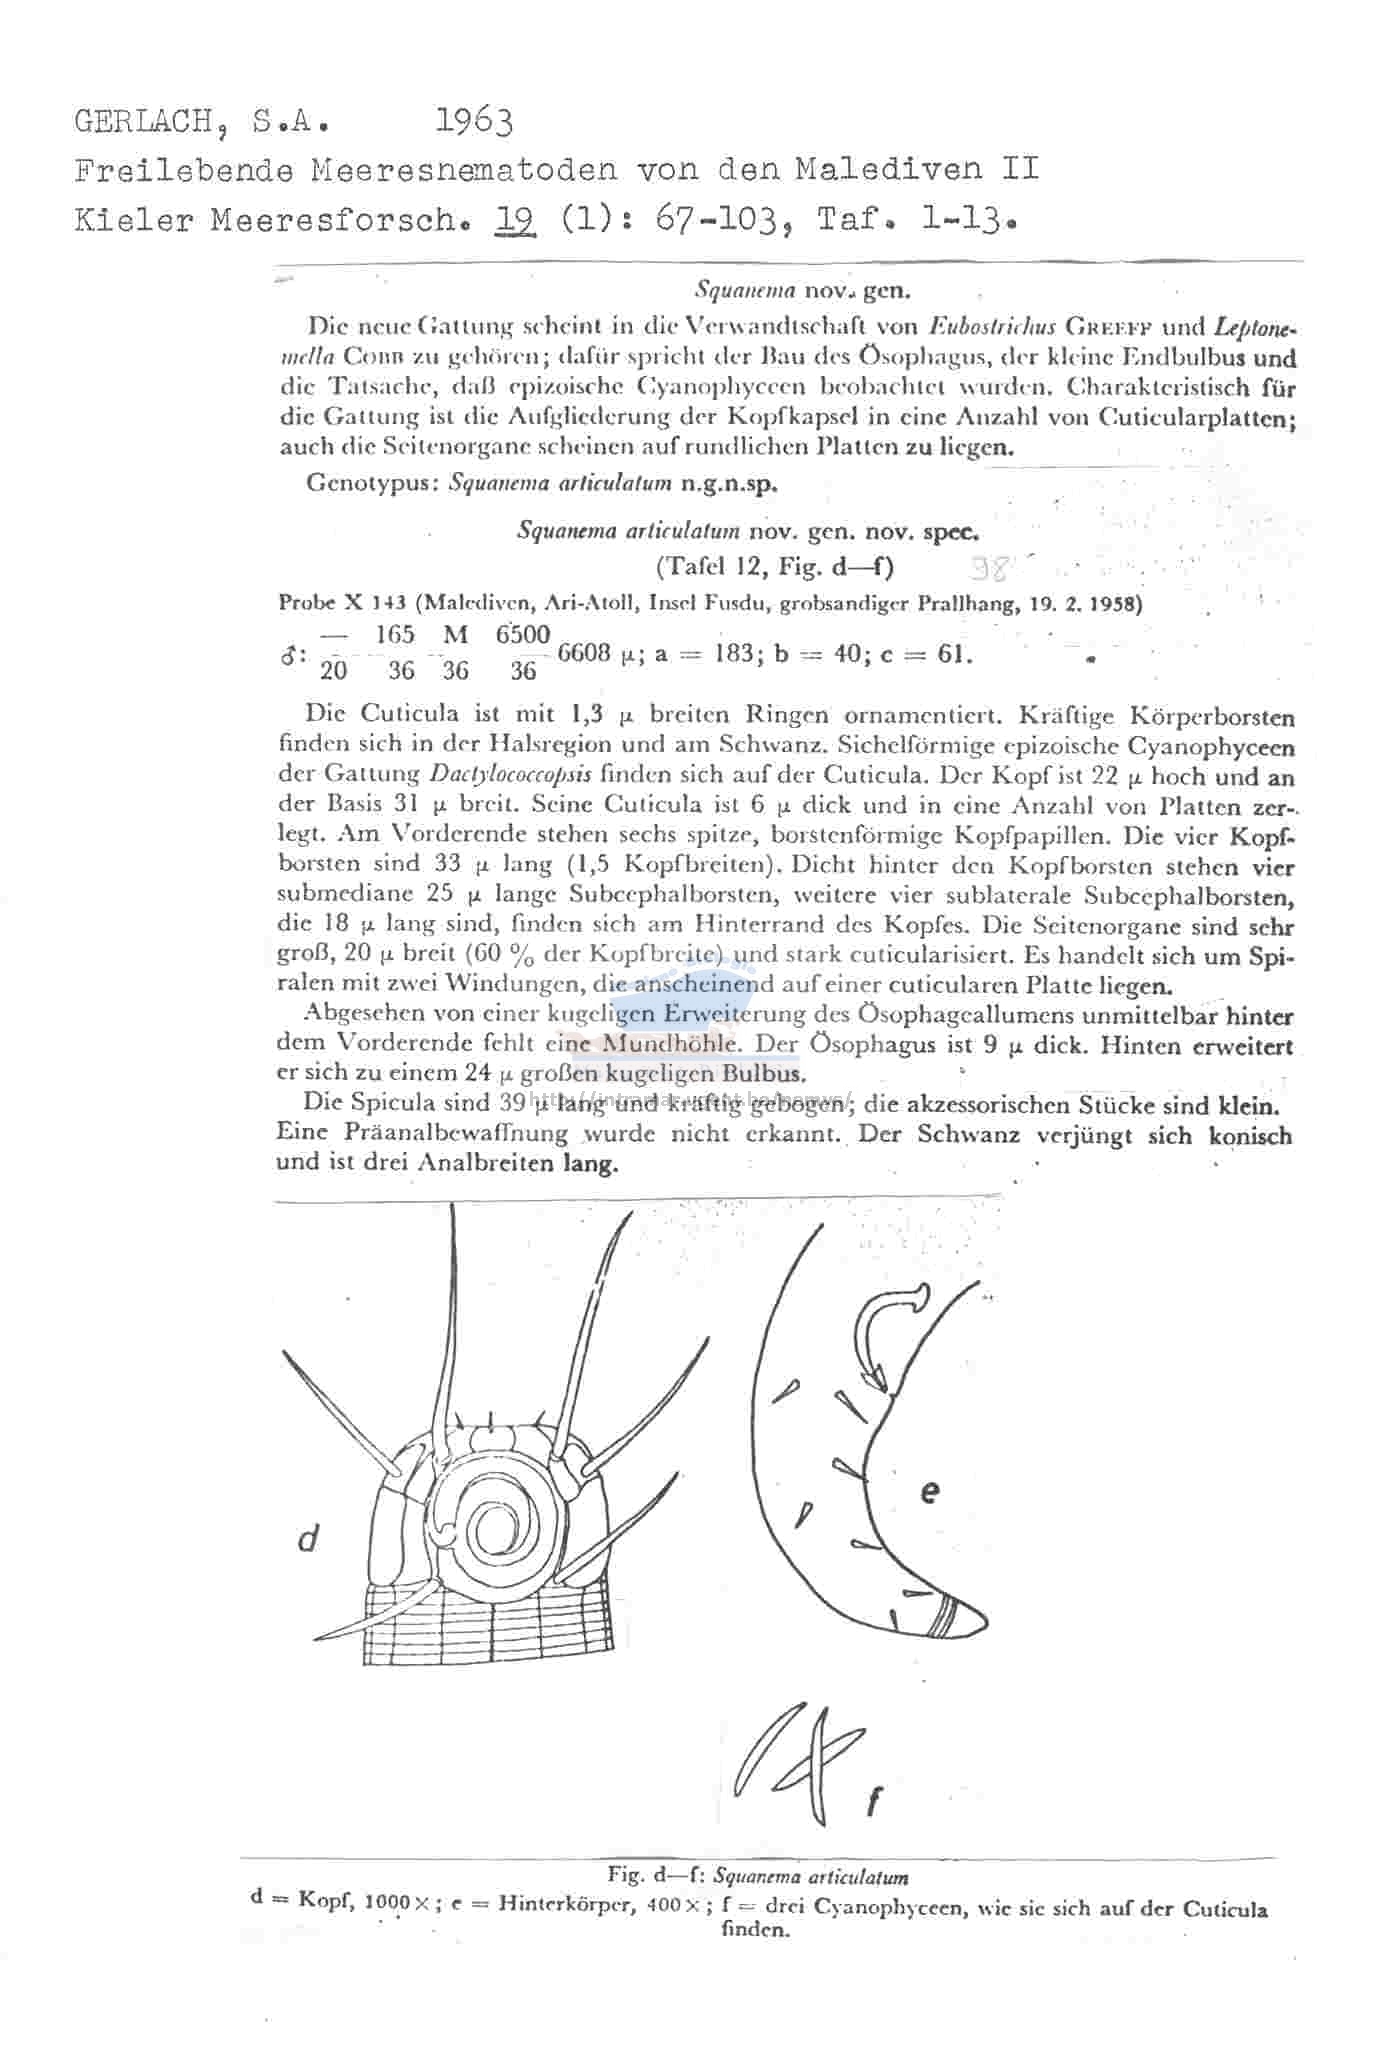 GERLACH, S.A. 1963
Freilebende Meeresnematoden von den Malediven II
Kieler Meeresforsch. 19 (1): 67-103, Taf. 1-13.
Squanema nov. gen.
Die neue Gattung scheint in die Verwandtschaft von Eubostrichus GREEFF und Leptone-
mella COBB zu gehören; dafür spricht der Bau des Ösophagus, der kleine Endbulbus und
die Tatsache, daß epizoische Cyanophyceen beobachtet wurden. Charakteristisch für
die Gattung ist die Aufgliederung der Kopfkapsel in eine Anzahl von Cuticularplatten;
auch die Seitenorgane scheinen auf rundlichen Platten zu liegen.
Genotypus: Squanema articulatum n.g.n.sp.
Squanema articulatum nov. gen. nov. spec.
(Tafel 12, Fig. d—f) 98
Probe X 143 (Malediven, Ari-Atoll, Insel Fusdu, grobsandiger Prallhang, 19. 2. 1958)
— 165 M 6500
♂: 6608 µ; a = 183; b = 40; c = 61.
20 36 36 36
Die Cuticula ist mit 1,3 µ breiten Ringen ornamentiert. Kräftige Körperborsten
finden sich in der Halsregion und am Schwanz. Sichelförmige epizoische Cyanophyceen
der Gattung Dactylococcopsis finden sich auf der Cuticula. Der Kopf ist 22 µ hoch und an
der Basis 31 µ breit. Seine Cuticula ist 6 µ dick und in eine Anzahl von Platten zer-
legt. Am Vorderende stehen sechs spitze, borstenförmige Kopfpapillen. Die vier Kopf-
borsten sind 33 µ lang (1,5 Kopfbreiten). Dicht hinter den Kopfborsten stehen vier
submediane 25 µ lange Subcephalborsten, weitere vier sublaterale Subcephalborsten,
die 18 µ lang sind, finden sich am Hinterrand des Kopfes. Die Seitenorgane sind sehr
groß, 20 µ breit (60 % der Kopfbreite) und stark cuticularisiert. Es handelt sich um Spi-
ralen mit zwei Windungen, die anscheinend auf einer cuticularen Platte liegen.
Abgesehen von einer kugeligen Erweiterung des Ösophageallumens unmittelbar hinter
dem Vorderende fehlt eine Mundhöhle. Der Ösophagus ist 9 µ dick. Hinten erweitert
er sich zu einem 24 µ großen kugeligen Bulbus.
http://intramar.ugent.be/nemys/
Die Spicula sind 39 µ lang und kräftig gebogen; die akzessorischen Stücke sind klein.
Eine Präanalbewaffnung wurde nicht erkannt. Der Schwanz verjüngt sich konisch
und ist drei Analbreiten lang.
d
e
f
Fig. d—f: Squanema articulatum
d = Kopf, 1000 × ; e = Hinterkörper, 400 × ; f = drei Cyanophyceen, wie sie sich auf der Cuticula
finden.